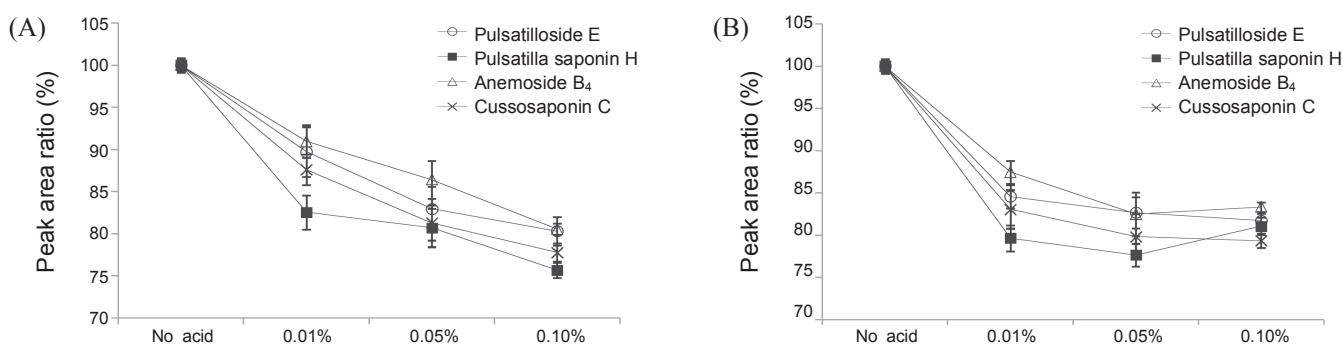 (A)
Peak area ratio (%)
105
100
95
90
85
80
75
70
No acid 0.01% 0.05% 0.10%
Pulsatilloside E
Pulsatilla saponin H
Anemoside B₄
Cussosaponin C
(B)
Peak area ratio (%)
105
100
95
90
85
80
75
70
No acid 0.01% 0.05% 0.10%
Pulsatilloside E
Pulsatilla saponin H
Anemoside B₄
Cussosaponin C